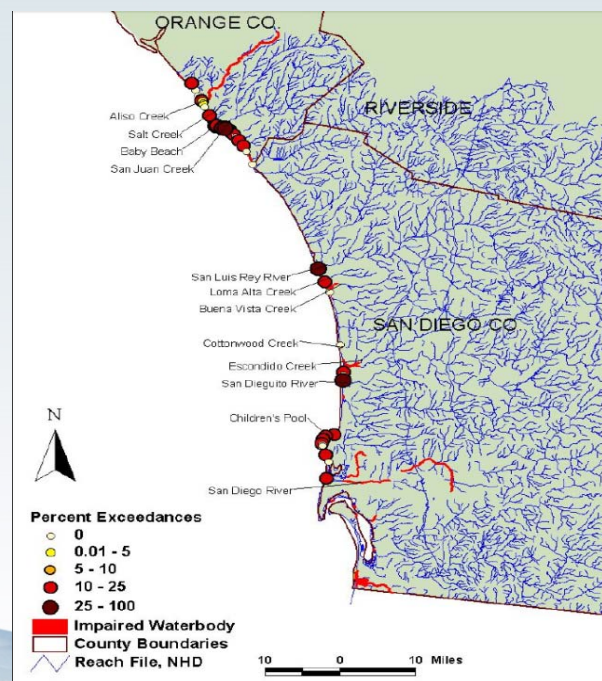 ORANGE CO.
RIVERSIDE
Aliso Creek
Salt Creek
Baby Beach
San Juan Creek
San Luis Rey River
Loma Alta Creek
Buena Vista Creek
SAN DIEGO CO
Cottonwood Creek
Escondido Creek
San Dieguito River
Children's Pool
San Diego River
N
Percent Exceedances
0
0.01 - 5
5 - 10
10 - 25
25 - 100
Impaired Waterbody
County Boundaries
Reach File, NHD
10 0 10 Miles